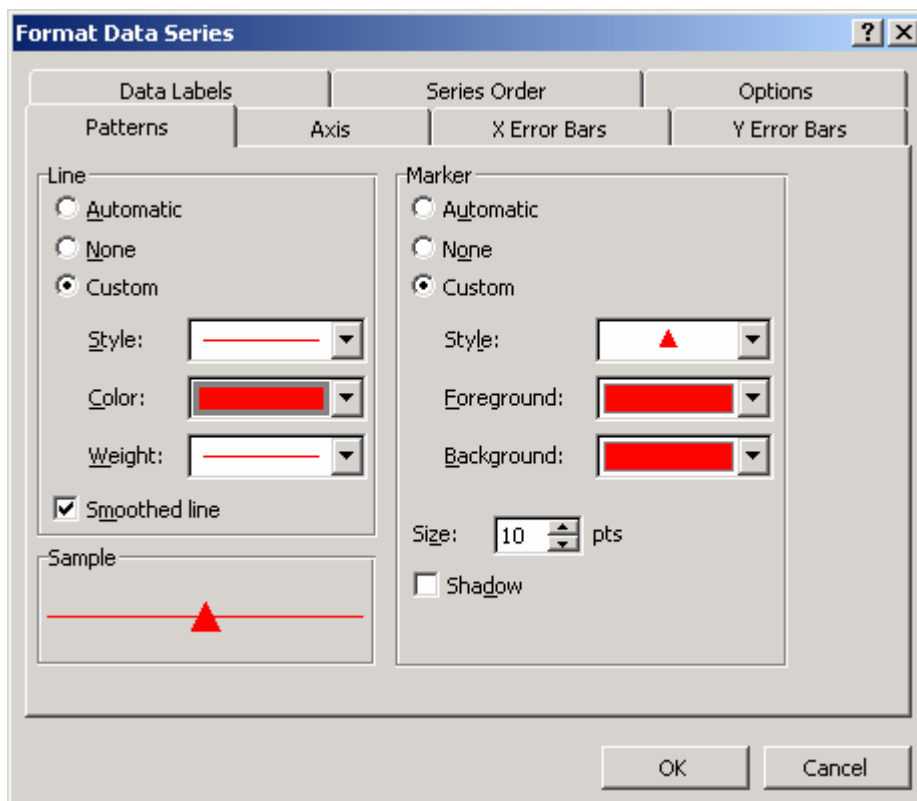 Format Data Series
Data Labels
Series Order
Options
Patterns
Axis
X Error Bars
Y Error Bars
Line
Automatic
None
Custom
Style:
Color:
Weight:
Smoothed line
Sample
Marker
Automatic
None
Custom
Style:
Foreground:
Background:
Size: 10 pts
Shadow
OK
Cancel